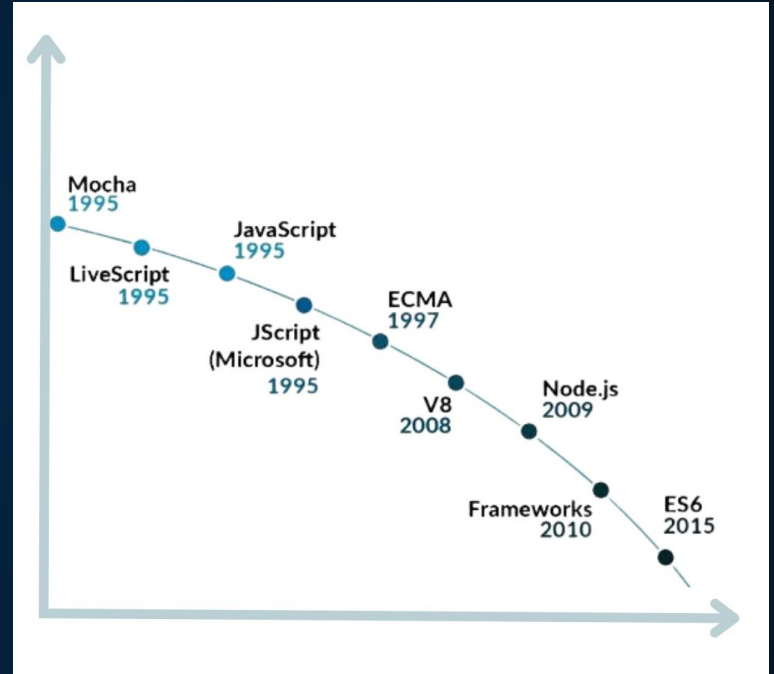 Mocha
1995
LiveScript
1995
JavaScript
1995
JScript
(Microsoft)
1995
ECMA
1997
V8
2008
Node.js
2009
Frameworks
2010
ES6
2015